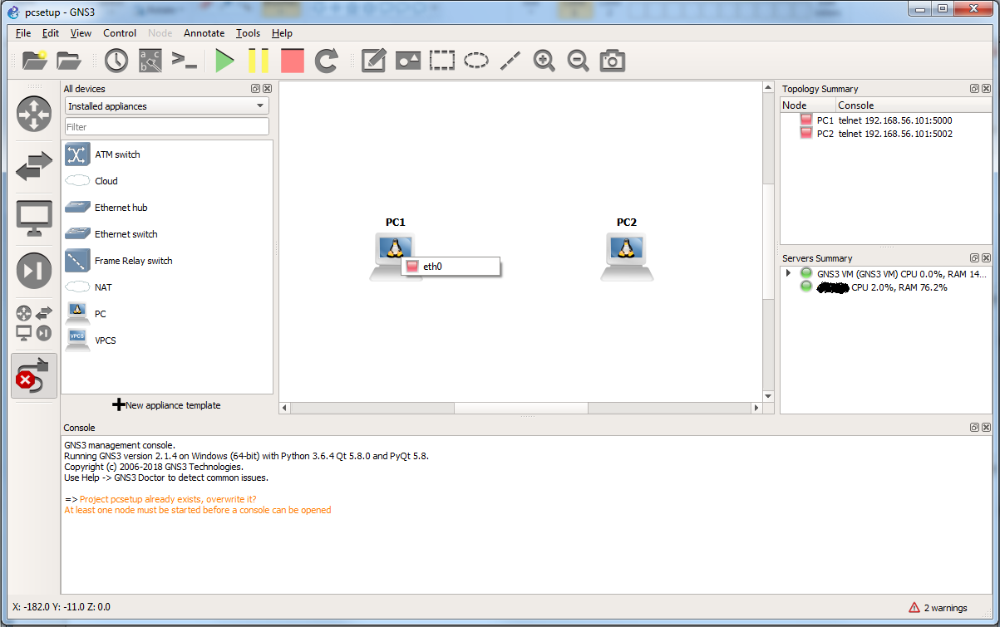 pcsetup - GNS3
File Edit View Control Node Annotate Tools Help
All devices
Installed appliances
Filter
ATM switch
Cloud
Ethernet hub
Ethernet switch
Frame Relay switch
NAT
PC
VPCS
VPCS
New appliance template
PC1
eth0
PC2
Topology Summary
Node Console
PC1 telnet 192.168.56.101:5000
PC2 telnet 192.168.56.101:5002
Servers Summary
GNS3 VM (GNS3 VM) CPU 0.0%, RAM 14...
CPU 2.0%, RAM 76.2%
Console
GNS3 management console.
Running GNS3 version 2.1.4 on Windows (64-bit) with Python 3.6.4 Qt 5.8.0 and PyQt 5.8.
Copyright (c) 2006-2018 GNS3 Technologies.
Use Help -> GNS3 Doctor to detect common issues.
=> Project pcsetup already exists, overwrite it?
At least one node must be started before a console can be opened
X: -182.0 Y: -11.0 Z: 0.0
2 warnings